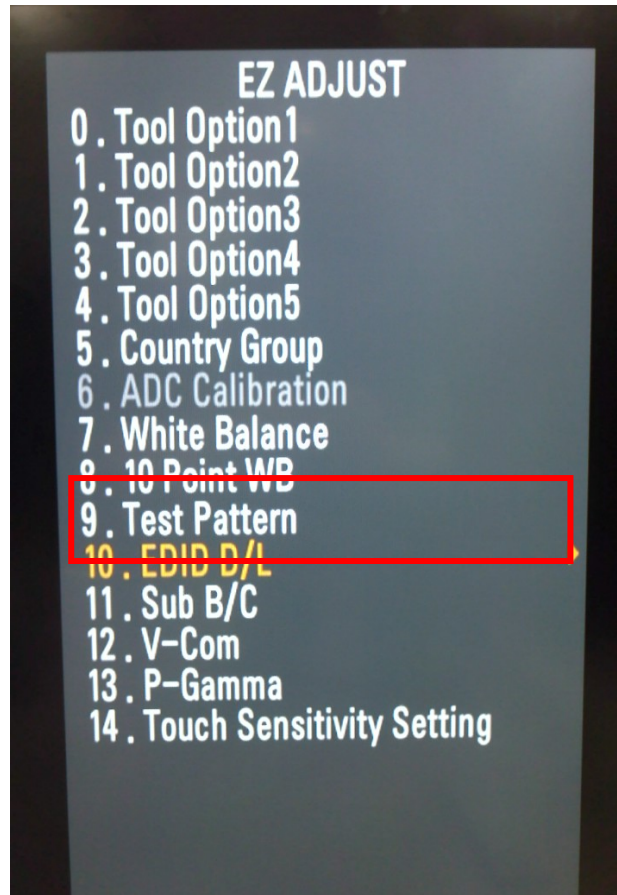 EZ ADJUST
0 . Tool Option1
1 . Tool Option2
2 . Tool Option3
3 . Tool Option4
4 . Tool Option5
5 . Country Group
6 . ADC Calibration
7 . White Balance
8 . 10 Point WB
9 . Test Pattern
10 . EDID D/L
11 . Sub B/C
12 . V-Com
13 . P-Gamma
14 . Touch Sensitivity Setting